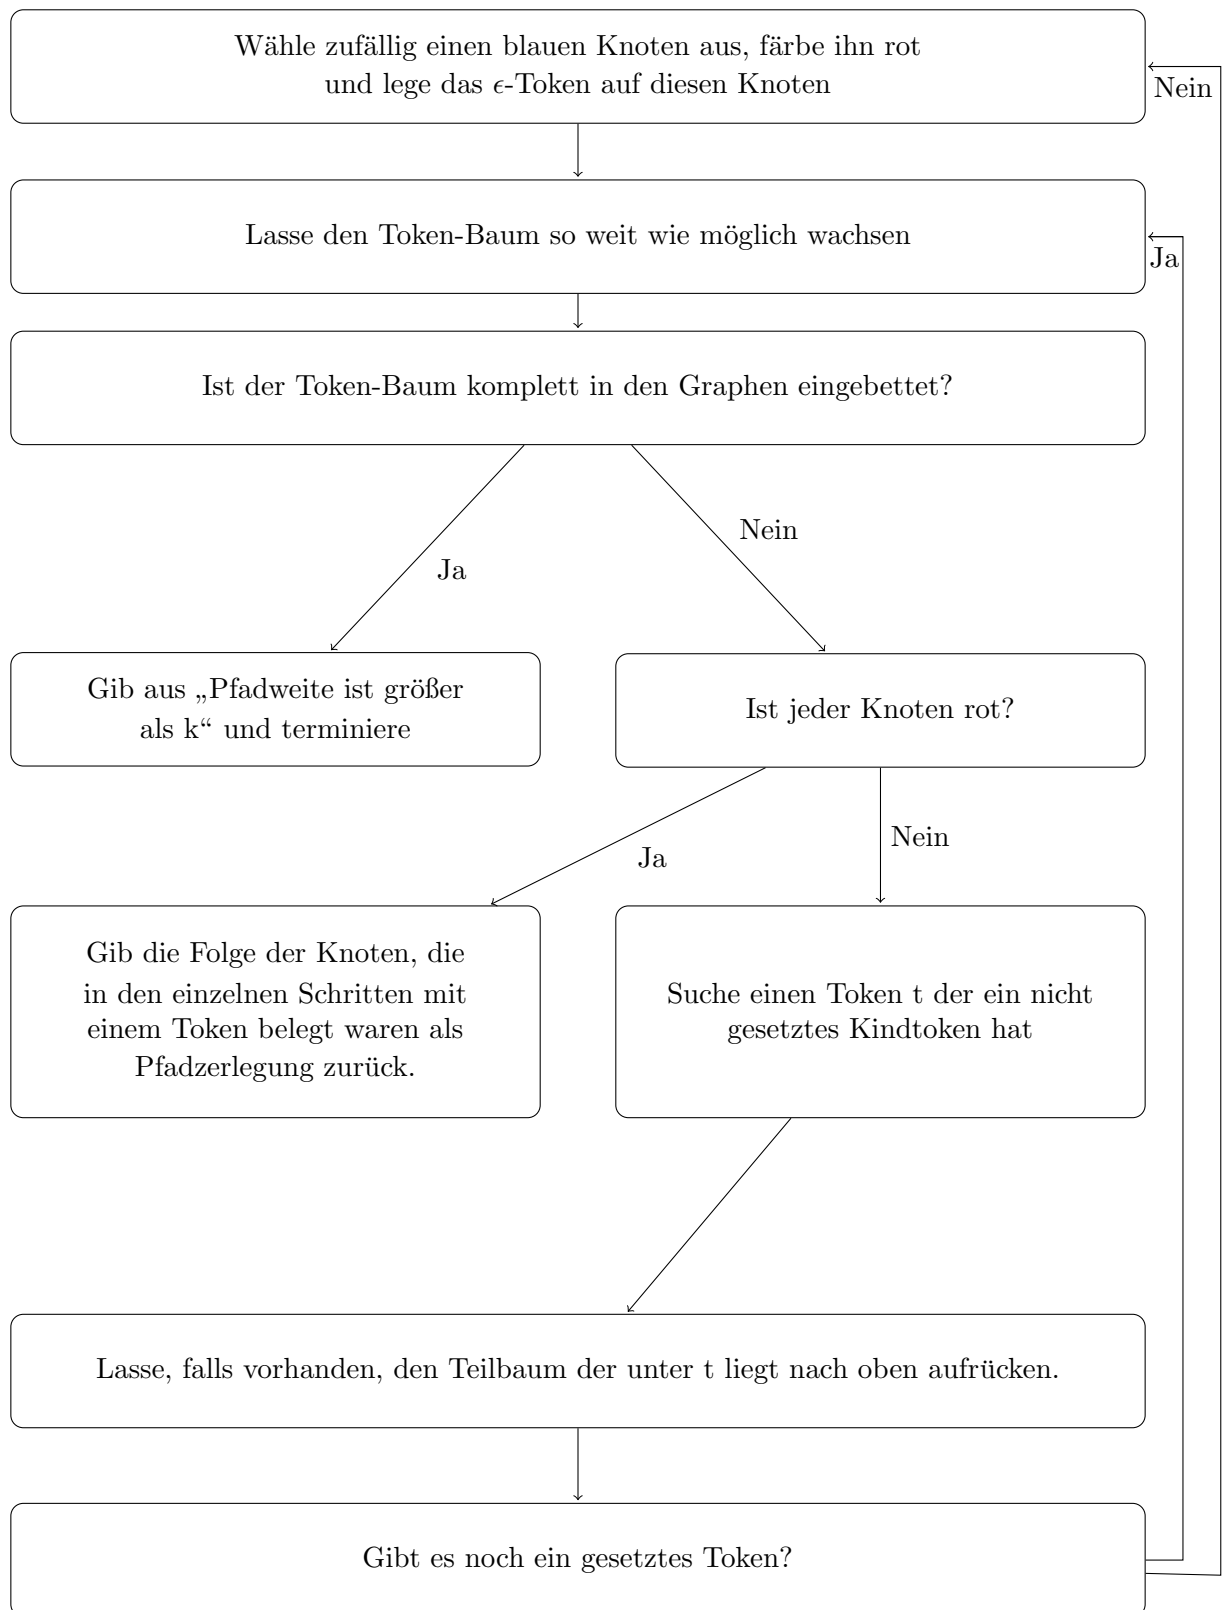 Wähle zufällig einen blauen Knoten aus, färbe ihn rot
und lege das ϵ-Token auf diesen Knoten
Nein
Lasse den Token-Baum so weit wie möglich wachsen
Ja
Ist der Token-Baum komplett in den Graphen eingebettet?
Nein
Ja
Gib aus „Pfadweite ist größer
als k“ und terminiere
Ist jeder Knoten rot?
Nein
Ja
Gib die Folge der Knoten, die
in den einzelnen Schritten mit
einem Token belegt waren als
Pfadzerlegung zurück.
Suche einen Token t der ein nicht
gesetztes Kindtoken hat
Lasse, falls vorhanden, den Teilbaum der unter t liegt nach oben aufrücken.
Gibt es noch ein gesetztes Token?